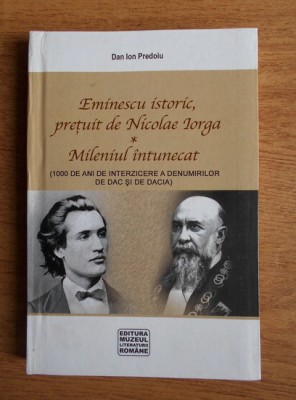 Dan Ion Predoiu
Eminescu istoric,
prețuit de Nicolae Iorga
*
Mileniul întunecat
(1000 DE ANI DE INTERZICERE A DENUMIRILOR
DE DAC ȘI DE DACIA)
EDITURA
MUZEUL
LITERATURII
ROMÂNE